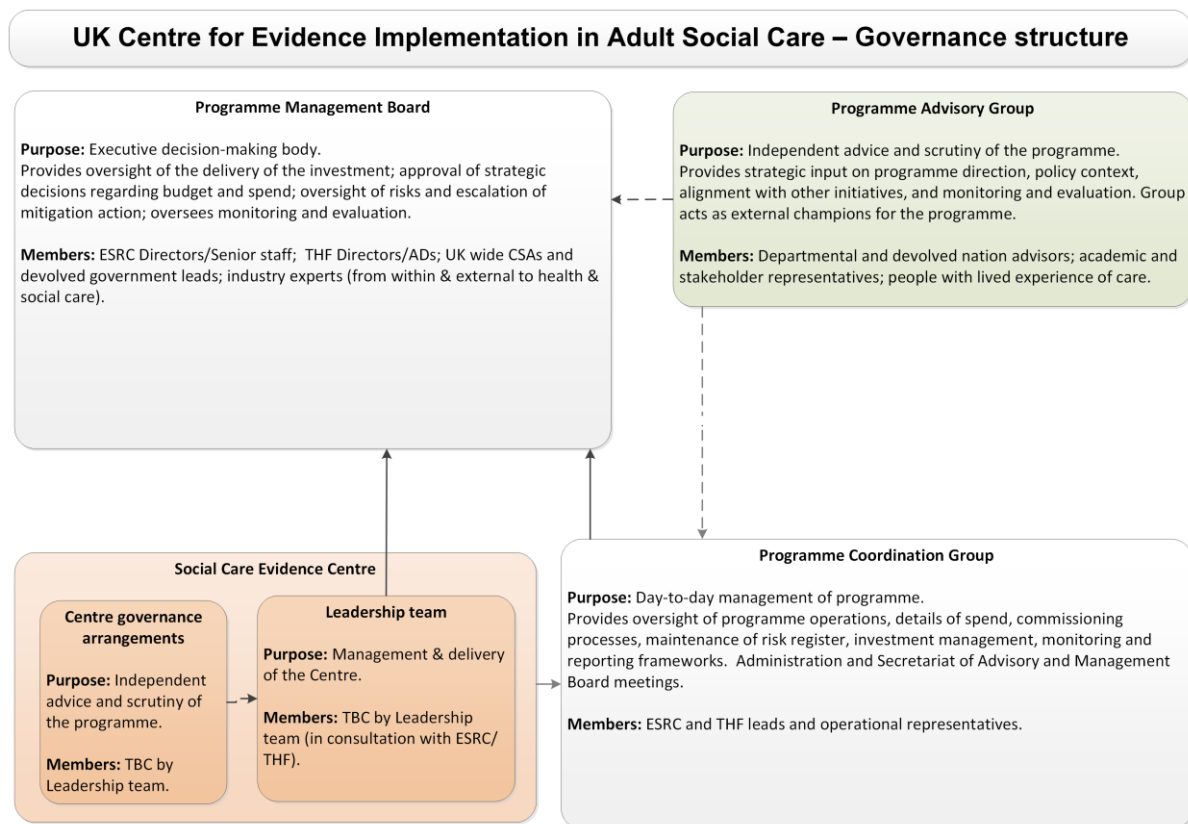 UK Centre for Evidence Implementation in Adult Social Care – Governance structure
Programme Management Board
Purpose: Executive decision-making body.
Provides oversight of the delivery of the investment; approval of strategic
decisions regarding budget and spend; oversight of risks and escalation of
mitigation action; oversees monitoring and evaluation.
Members: ESRC Directors/Senior staff;  THF Directors/ADs; UK wide CSAs and
devolved government leads; industry experts (from within & external to health &
social care).
Programme Advisory Group
Purpose: Independent advice and scrutiny of the programme.
Provides strategic input on programme direction, policy context,
alignment with other initiatives, and monitoring and evaluation. Group
acts as external champions for the programme.
Members: Departmental and devolved nation advisors; academic and
stakeholder representatives; people with lived experience of care.
Social Care Evidence Centre
Centre governance
arrangements
Purpose: Independent
advice and scrutiny of
the programme.
Members: TBC by
Leadership team.
Leadership team
Purpose: Management & delivery
of the Centre.
Members: TBC by Leadership
team (in consultation with ESRC/
THF).
Programme Coordination Group
Purpose: Day-to-day management of programme.
Provides oversight of programme operations, details of spend, commissioning
processes, maintenance of risk register, investment management, monitoring and
reporting frameworks.  Administration and Secretariat of Advisory and Management
Board meetings.
Members: ESRC and THF leads and operational representatives.